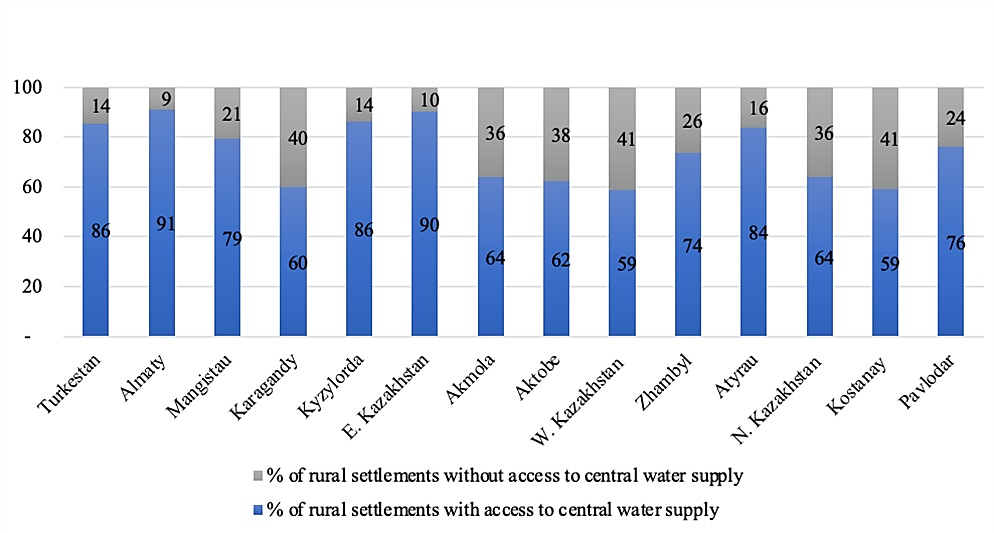 100
80
60
40
20
-
14 9 21 40 14 10 36 38 41 26 16 36 41 24
86 91 79 60 86 90 64 62 59 74 84 64 59 76
Turkestan Almaty Mangistau Karagandy Kyzylorda E. Kazakhstan Akmola Aktobe W. Kazakhstan Zhambyl Atyrau N. Kazakhstan Kostanay Pavlodar
% of rural settlements without access to central water supply
% of rural settlements with access to central water supply